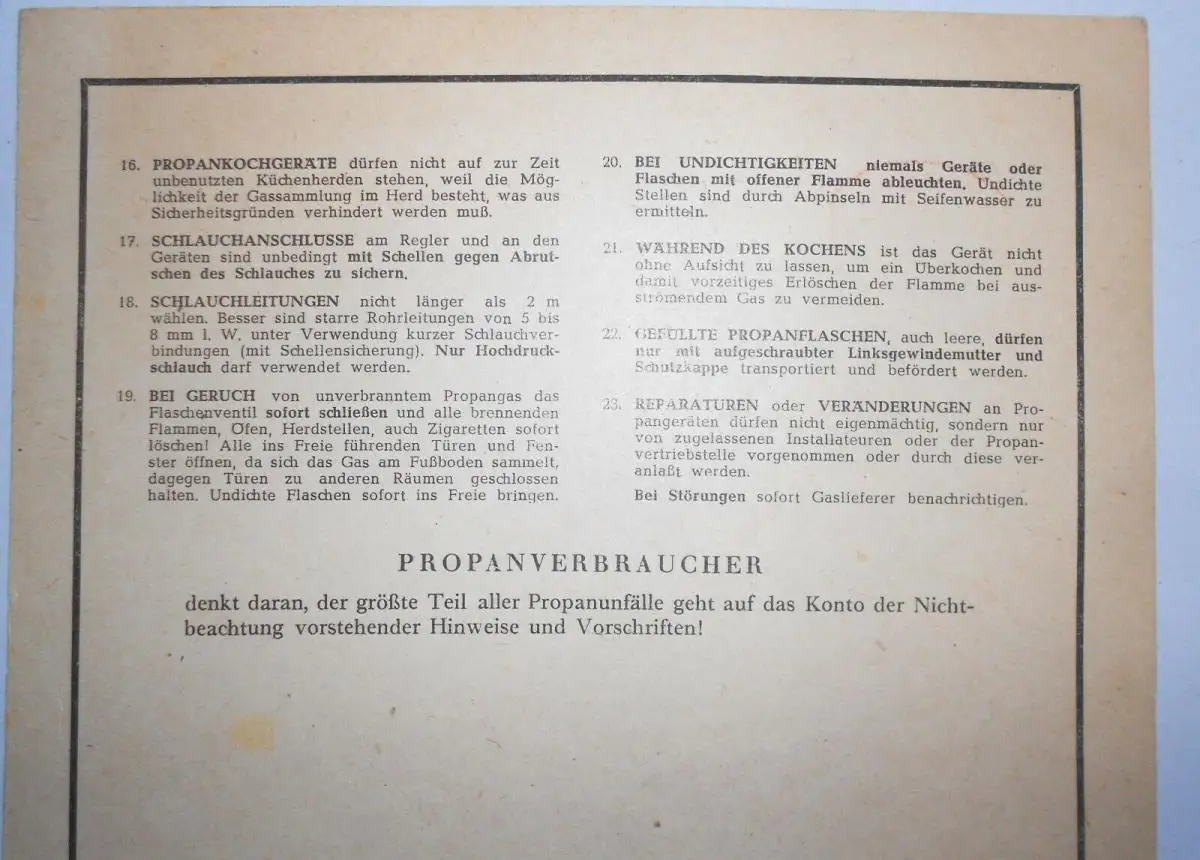 16. PROPANKOCHGERÄTE dürfen nicht auf zur Zeit
unbenutzten Küchenherden stehen, weil die Mög-
lichkeit der Gassammlung im Herd besteht, was aus
Sicherheitsgründen verhindert werden muß.
17. SCHLAUCHANSCHLÜSSE am Regler und an den
Geräten sind unbedingt mit Schellen gegen Abrut-
schen des Schlauches zu sichern.
18. SCHLAUCHLEITUNGEN nicht länger als 2 m
wählen. Besser sind starre Rohrleitungen von 5 bis
8 mm l. W. unter Verwendung kurzer Schlauchver-
bindungen (mit Schellensicherung). Nur Hochdruck-
schlauch darf verwendet werden.
19. BEI GERUCH von unverbranntem Propangas das
Flaschenventil sofort schließen und alle brennenden
Flammen, Öfen, Herdstellen, auch Zigaretten sofort
löschen! Alle ins Freie führenden Türen und Fen-
ster öffnen, da sich das Gas am Fußboden sammelt,
dagegen Türen zu anderen Räumen geschlossen
halten. Undichte Flaschen sofort ins Freie bringen.
20. BEI UNDICHTIGKEITEN niemals Geräte oder
Flaschen mit offener Flamme ableuchten. Undichte
Stellen sind durch Abpinseln mit Seifenwasser zu
ermitteln.
21. WÄHREND DES KOCHENS ist das Gerät nicht
ohne Aufsicht zu lassen, um ein Überkochen und
damit vorzeitiges Erlöschen der Flamme bei aus-
strömendem Gas zu vermeiden.
22. GEFÜLLTE PROPANFLASCHEN, auch leere, dürfen
nur mit aufgeschraubter Linksgewindemutter und
Schutzkappe transportiert und befördert werden.
23. REPARATUREN oder VERÄNDERUNGEN an Pro-
pangeräten dürfen nicht eigenmächtig, sondern nur
von zugelassenen Installateuren oder der Propan-
vertriebstelle vorgenommen oder durch diese ver-
anlaßt werden.
Bei Störungen sofort Gaslieferer benachrichtigen.
PROPANVERBRAUCHER
denkt daran, der größte Teil aller Propanunfälle geht auf das Konto der Nicht-
beachtung vorstehender Hinweise und Vorschriften!